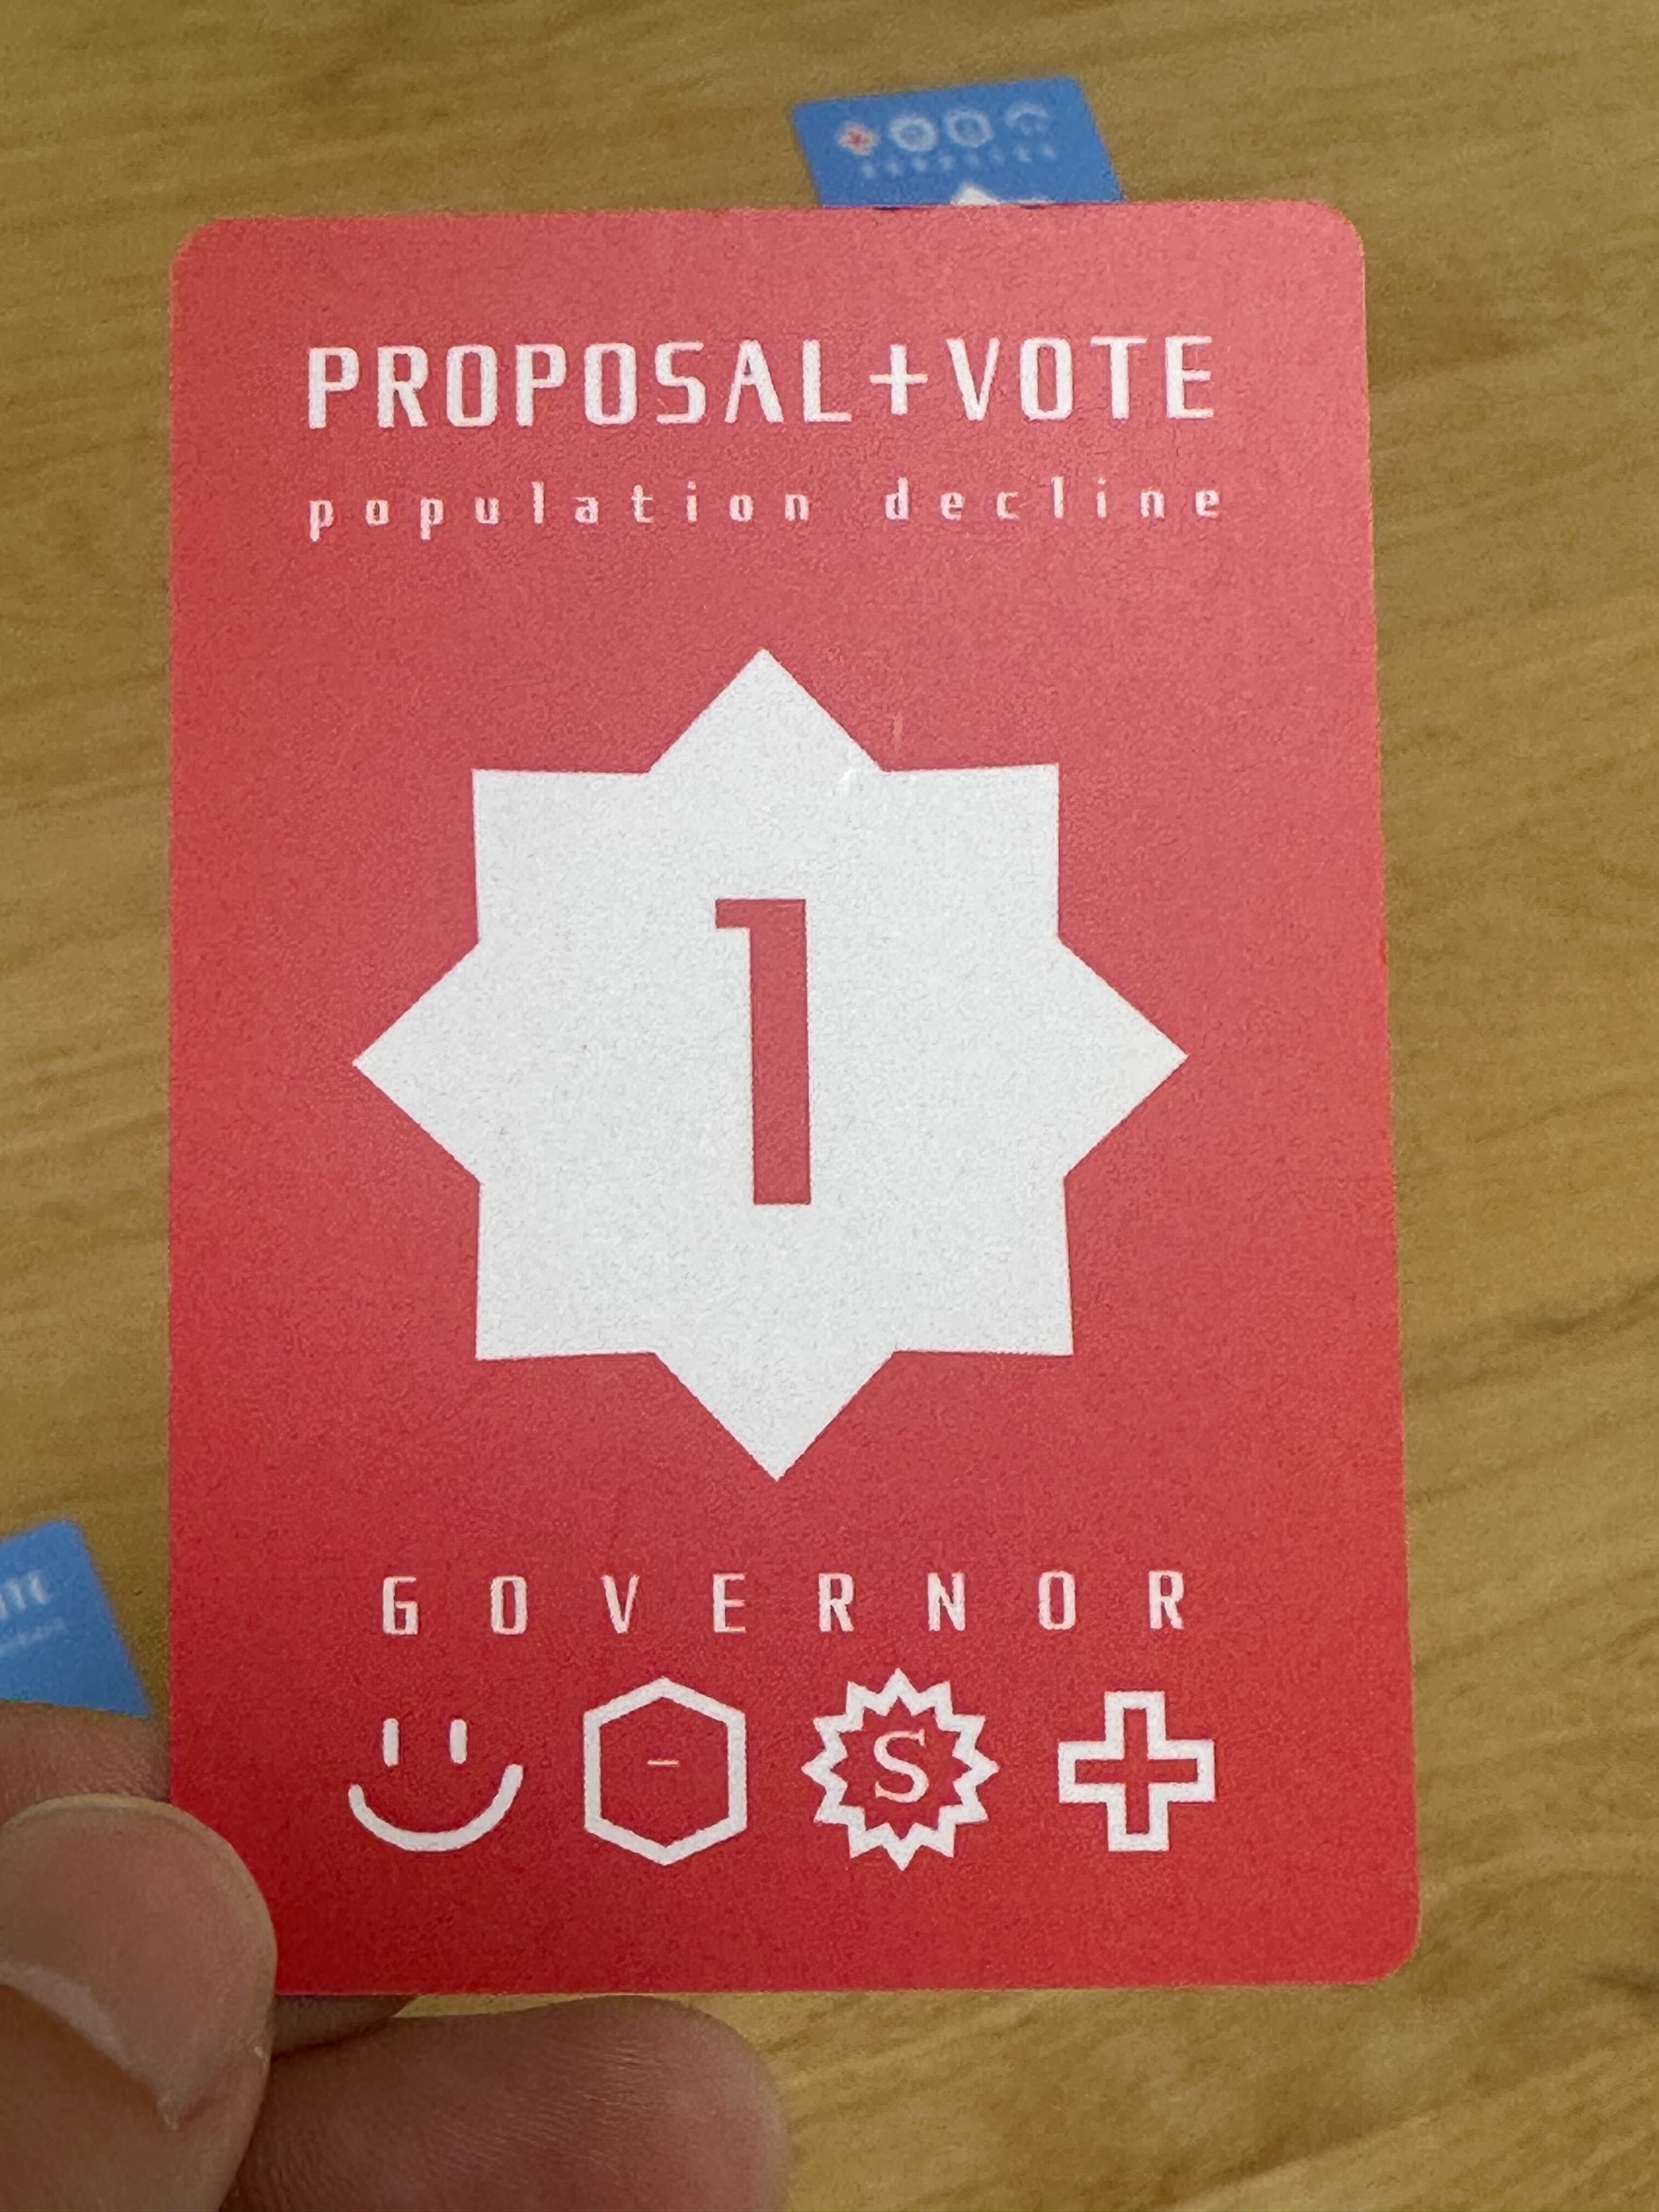 PROPOSAL+VOTE
population decline
1
GOVERNOR
- S